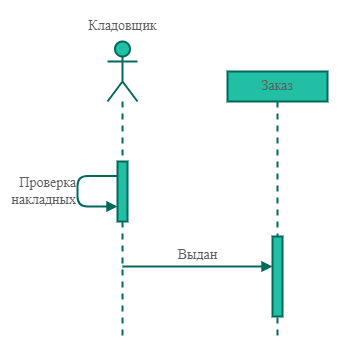 Кладовщик
Заказ
Проверка
накладных
Выдан